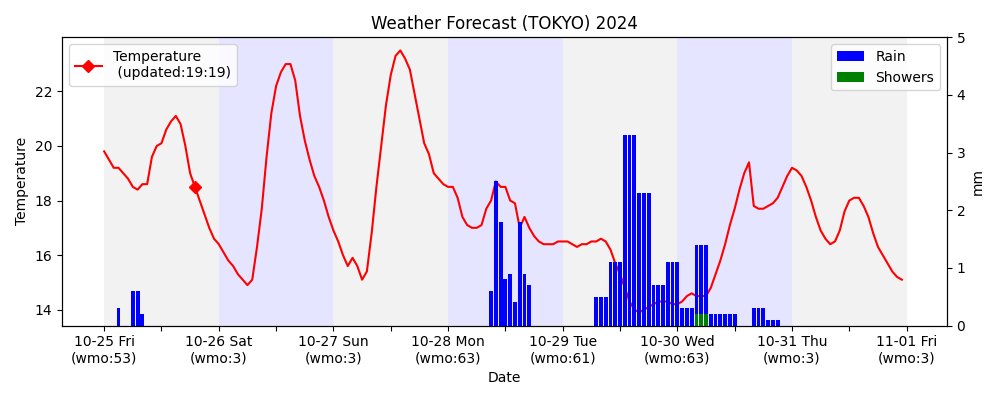 Weather Forecast (TOKYO) 2024
Temperature
(updated:19:19)
Rain
Showers
Temperature
22
20
18
16
14
5
4
3
2
1
0
mm
10-25 Fri
(wmo:53)
10-26 Sat
(wmo:3)
10-27 Sun
(wmo:3)
10-28 Mon
(wmo:63)
10-29 Tue
(wmo:61)
10-30 Wed
(wmo:63)
10-31 Thu
(wmo:3)
11-01 Fri
(wmo:3)
Date